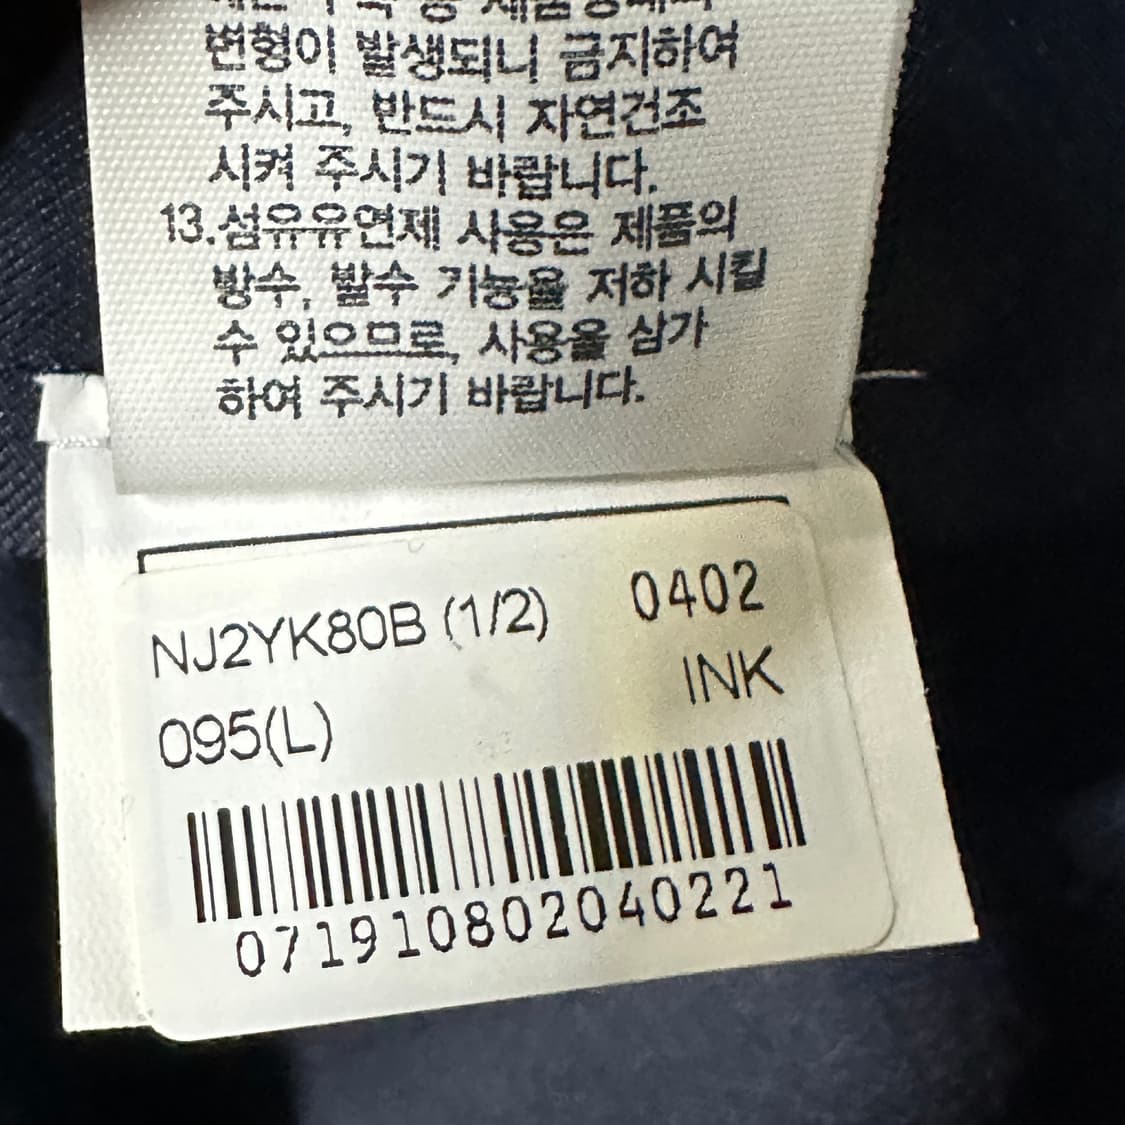 변형이 발생되니 금지하여
주시고, 반드시 자연건조
시켜 주시기 바랍니다.
13.섬유유연제 사용은 제품의
방수, 발수 기능을 저하 시킬
수 있으므로, 사용을 삼가
하여 주시기 바랍니다.
NJ2YK80B (1/2) 0402
095(L) INK
071910802040221